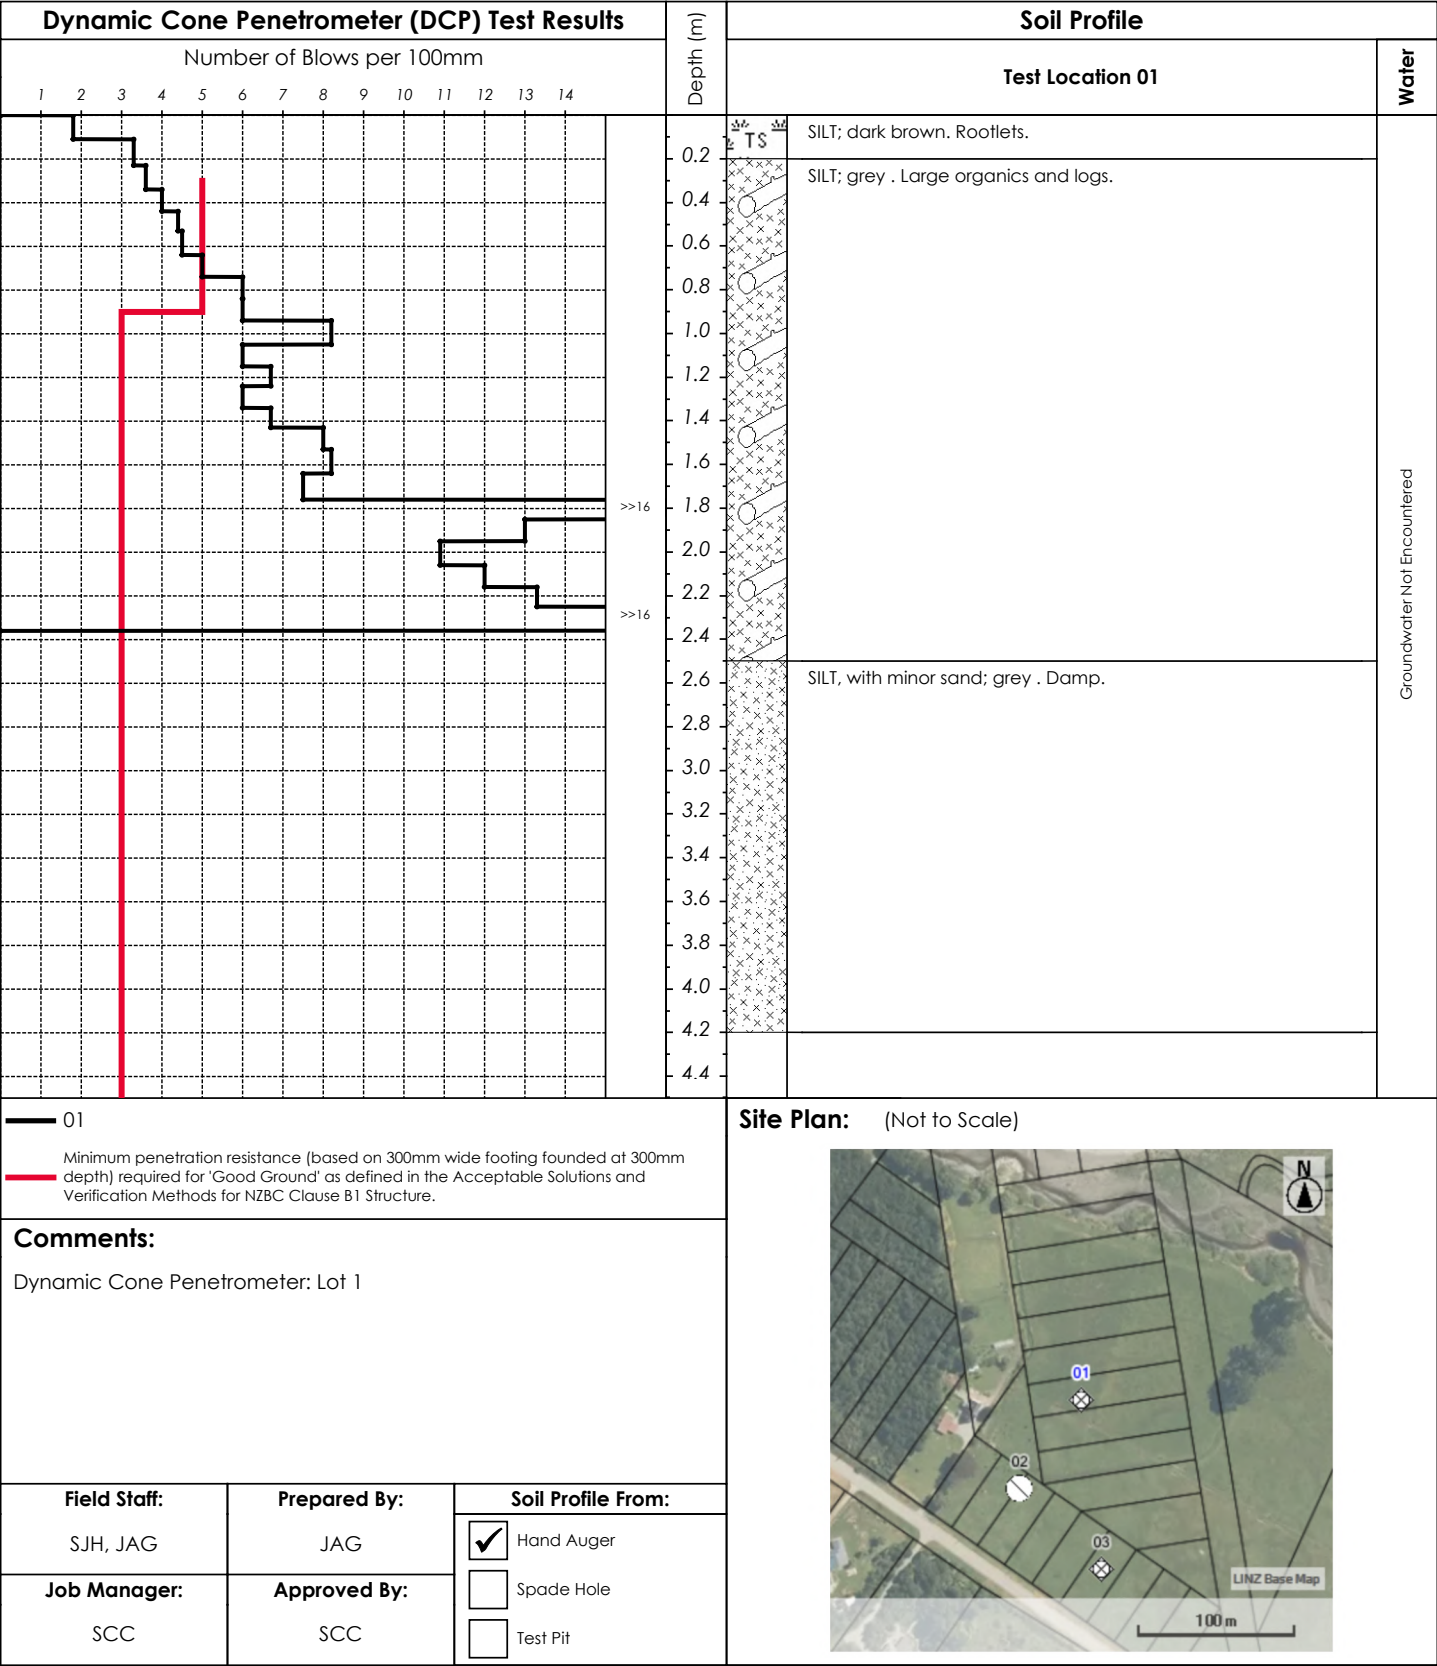 Dynamic Cone Penetrometer (DCP) Test Results
Number of Blows per 100mm
1 2 3 4 5 6 7 8 9 10 11 12 13 14
Depth (m)
Soil Profile
Test Location 01
Water
TS
SILT; dark brown. Rootlets.
0.2
SILT; grey . Large organics and logs.
0.4
0.6
0.8
1.0
1.2
1.4
1.6
>>16
1.8
2.0
2.2
>>16
2.4
2.6
SILT, with minor sand; grey . Damp.
2.8
3.0
3.2
3.4
3.6
3.8
4.0
4.2
4.4
Groundwater Not Encountered
01
Minimum penetration resistance (based on 300mm wide footing founded at 300mm
depth) required for 'Good Ground' as defined in the Acceptable Solutions and
Verification Methods for NZBC Clause B1 Structure.
Comments:
Dynamic Cone Penetrometer: Lot 1
Field Staff:
SJH, JAG
Prepared By:
JAG
Job Manager:
SCC
Approved By:
SCC
Soil Profile From:
Hand Auger
Spade Hole
Test Pit
Site Plan: (Not to Scale)
N
01
02
03
LINZ Base Map
100 m